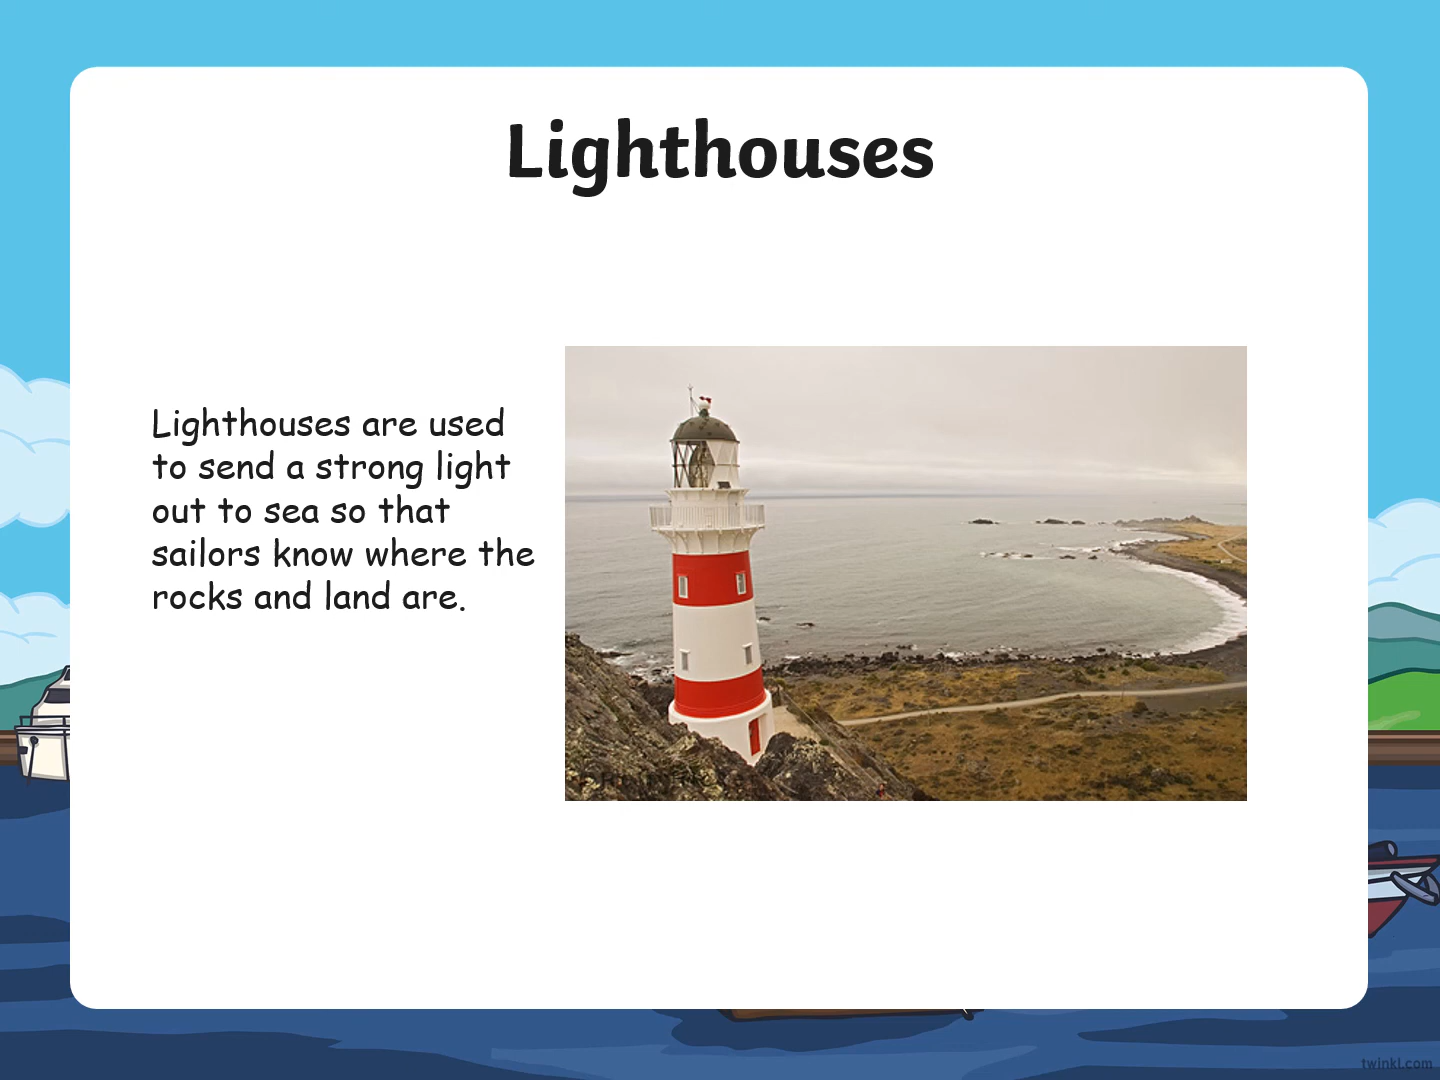 Lighthouses
Lighthouses are used
to send a strong light
out to sea so that
sailors know where the
rocks and land are.
twinkl.com